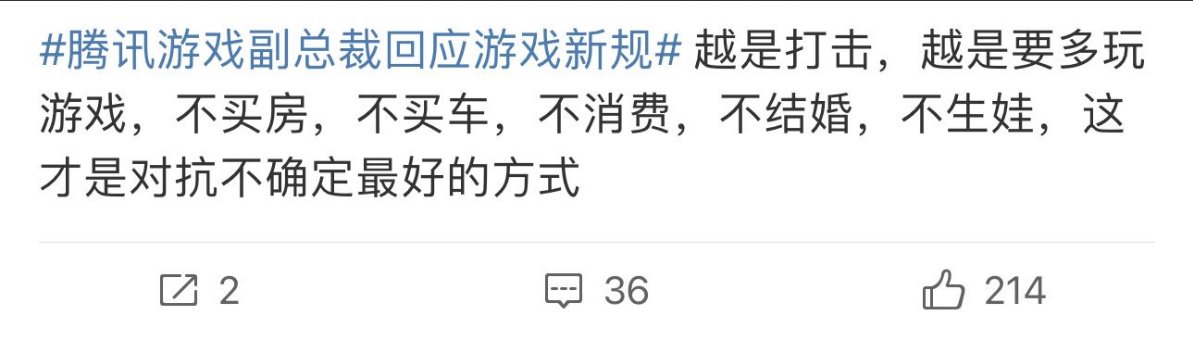 #腾讯游戏副总裁回应游戏新规# 越是打击，越是要多玩
游戏，不买房，不买车，不消费，不结婚，不生娃，这
才是对抗不确定最好的方式
2 36 214